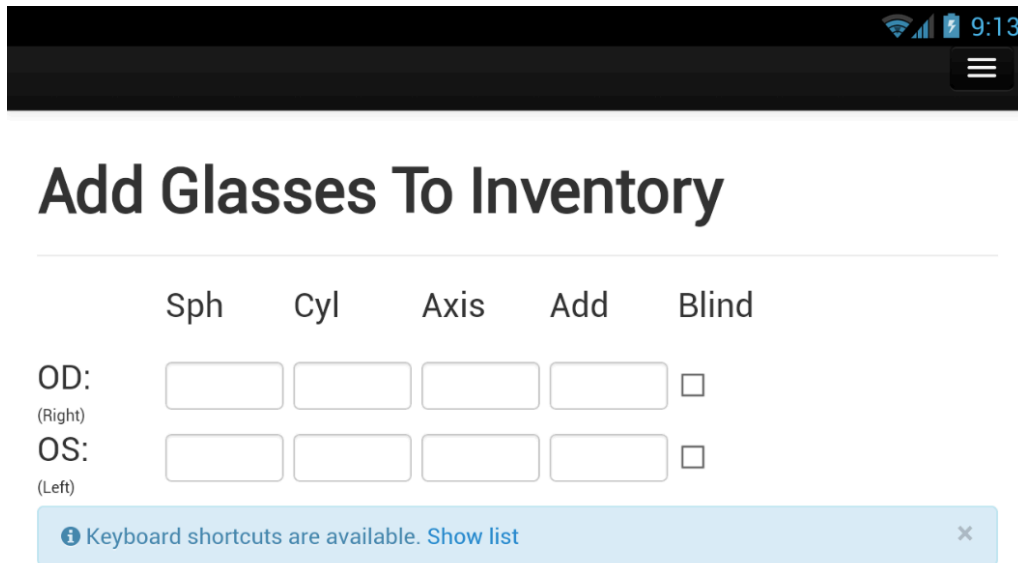 9:13
Add Glasses To Inventory
Sph Cyl Axis Add Blind
OD:
(Right)
OS:
(Left)
Keyboard shortcuts are available. Show list ×